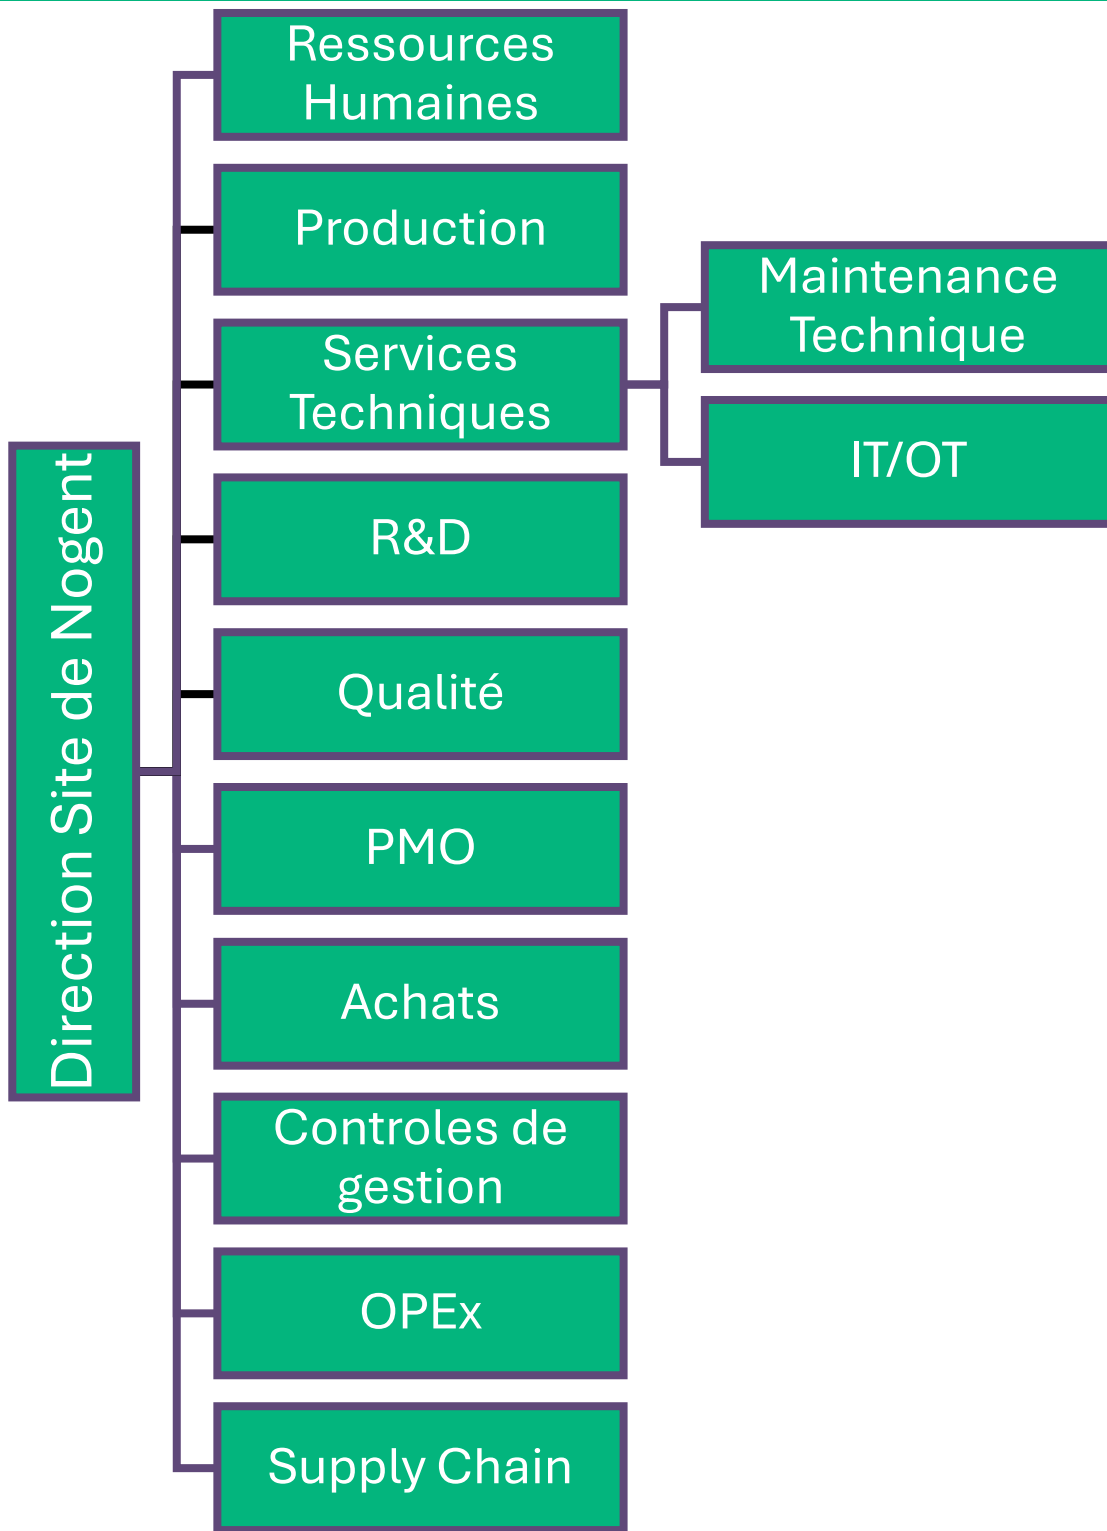 Direction Site de Nogent
Ressources
Humaines
Production
Services
Techniques
Maintenance
Technique
IT/OT
R&D
Qualité
PMO
Achats
Controles de
gestion
OPEx
Supply Chain